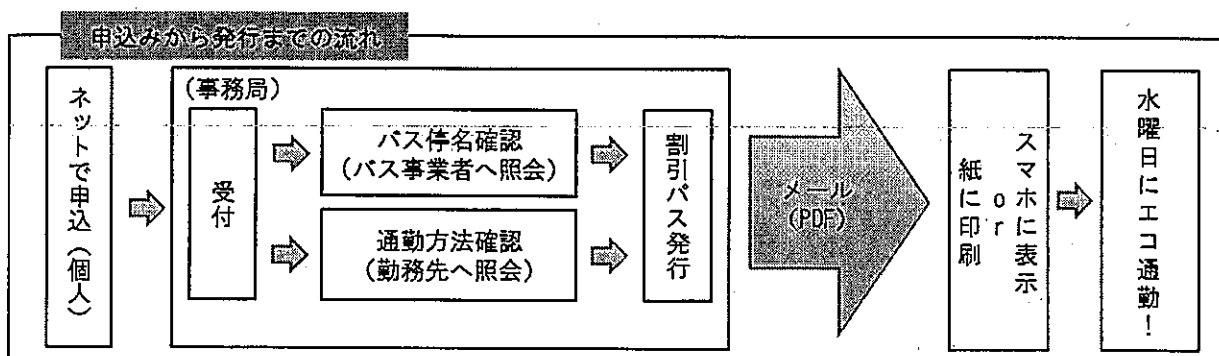 申込みから発行までの流れ
ネットで申込（個人）
（事務局）
受付
バス停名確認
（バス事業者へ照会）
通勤方法確認
（勤務先へ照会）
割引パス発行
メール
（PDF）
スマホに表示
or
紙に印刷
水曜日にエコ通勤！